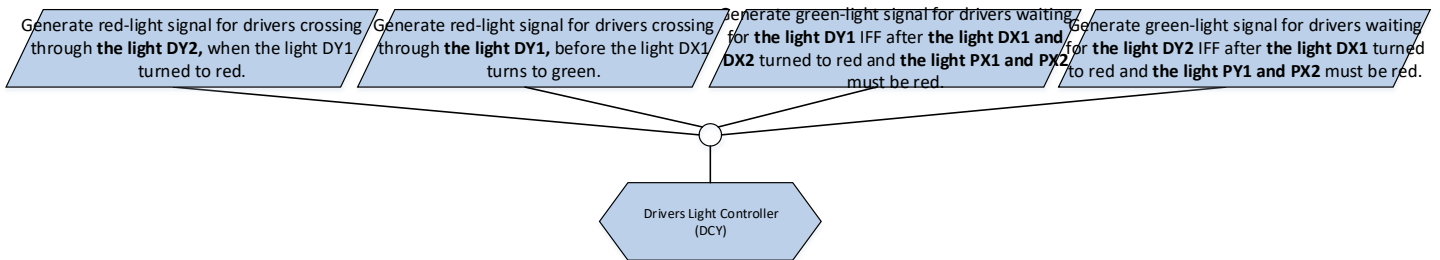 Generate red-light signal for drivers crossing
through the light DY2, when the light DY1
turned to red.
Generate red-light signal for drivers crossing
through the light DY1, before the light DX1
turns to green.
Generate green-light signal for drivers waiting
for the light DY1 IFF after the light DX1 and
DX2 turned to red and the light PX1 and PX2
must be red.
Generate green-light signal for drivers waiting
for the light DY2 IFF after the light DX1 turned
to red and the light PY1 and PX2 must be red.
Drivers Light Controller
(DCY)